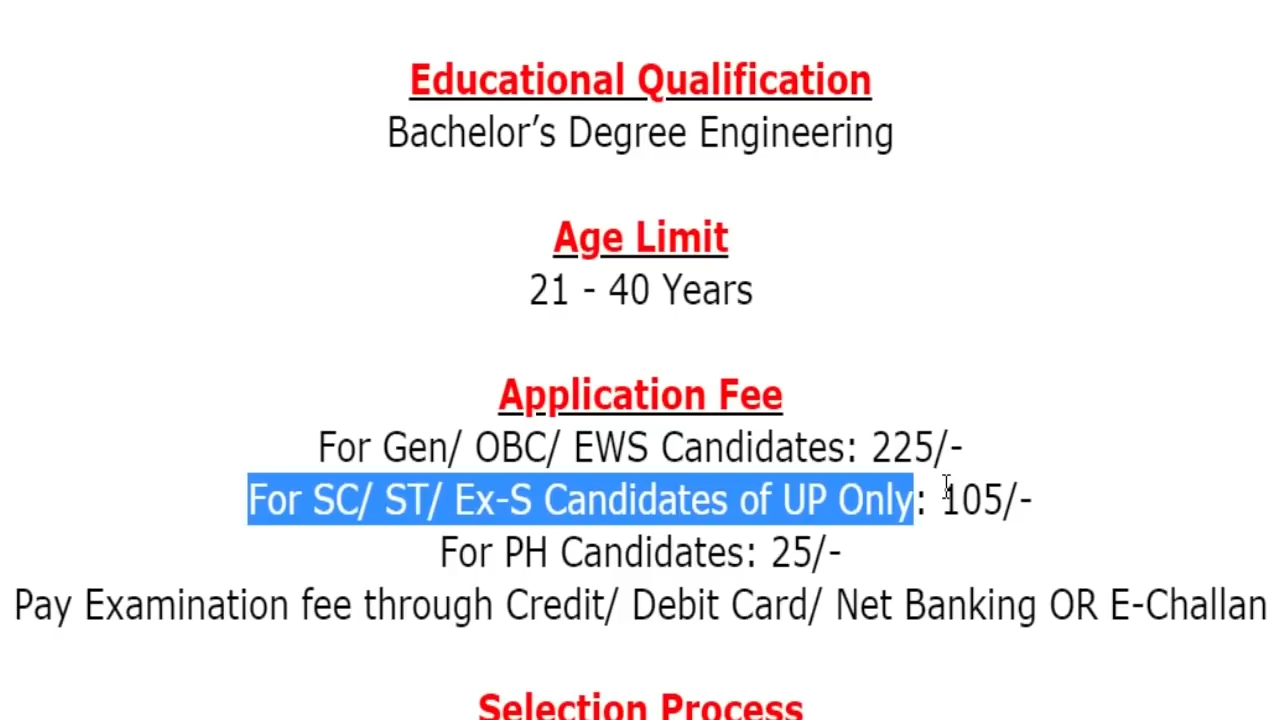 Educational Qualification
Bachelor’s Degree Engineering
Age Limit
21 - 40 Years
Application Fee
For Gen/ OBC/ EWS Candidates: 225/-
For SC/ ST/ Ex-S Candidates of UP Only: 105/-
For PH Candidates: 25/-
Pay Examination fee through Credit/ Debit Card/ Net Banking OR E-Challan
Selection Process